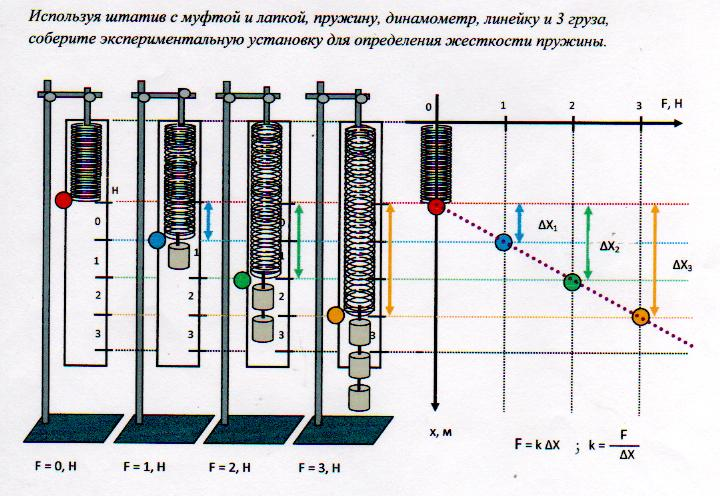 Используя штатив с муфтой и лапкой, пружину, динамометр, линейку и 3 груза,
соберите экспериментальную установку для определения жесткости пружины.
0 1 2 3 F, Н
Н
0
1
2
3
1
2
3
1
2
3
3
ΔX₁
ΔX₂
ΔX₃
х, м
F = k ΔX ; k = F / ΔX
F = 0, Н F = 1, Н F = 2, Н F = 3, Н